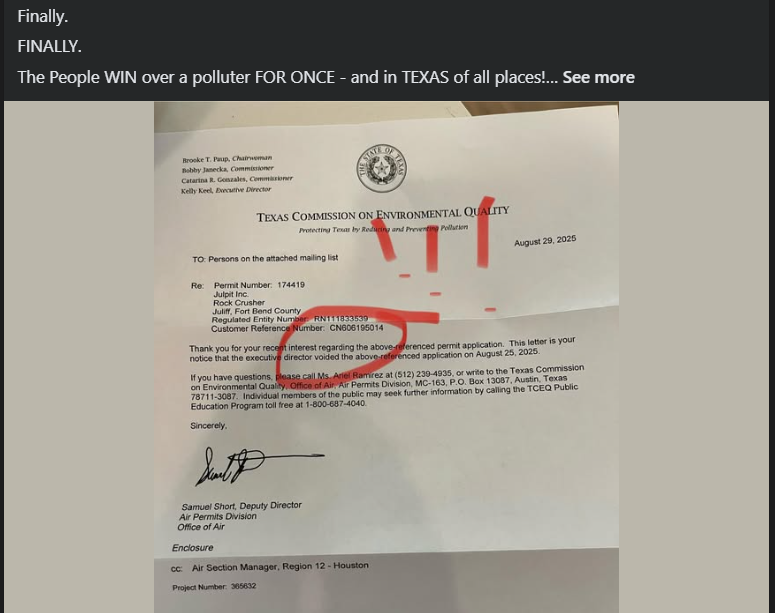 Finally.
FINALLY.
The People WIN over a polluter FOR ONCE - and in TEXAS of all places!... See more
Brooke T. Paup, Chairwoman
Bobby Janecka, Commissioner
Catarina R. Gonzales, Commissioner
Kelly Keel, Executive Director
THE STATE OF TEXAS
TEXAS COMMISSION ON ENVIRONMENTAL QUALITY
Protecting Texas by Reducing and Preventing Pollution
August 29, 2025
TO: Persons on the attached mailing list
Re: Permit Number: 174419
Julpit Inc.
Rock Crusher
Juliff, Fort Bend County
Regulated Entity Number: RN111833539
Customer Reference Number: CN606195014
Thank you for your recent interest regarding the above-referenced permit application. This letter is your
notice that the executive director voided the above-referenced application on August 25, 2025.
If you have questions, please call Ms. Ariel Ramirez at (512) 239-4935, or write to the Texas Commission
on Environmental Quality, Office of Air, Air Permits Division, MC-163, P.O. Box 13087, Austin, Texas
78711-3087. Individual members of the public may seek further information by calling the TCEQ Public
Education Program toll free at 1-800-687-4040.
Sincerely,
Samuel Short, Deputy Director
Air Permits Division
Office of Air
Enclosure
cc: Air Section Manager, Region 12 - Houston
Project Number: 365632